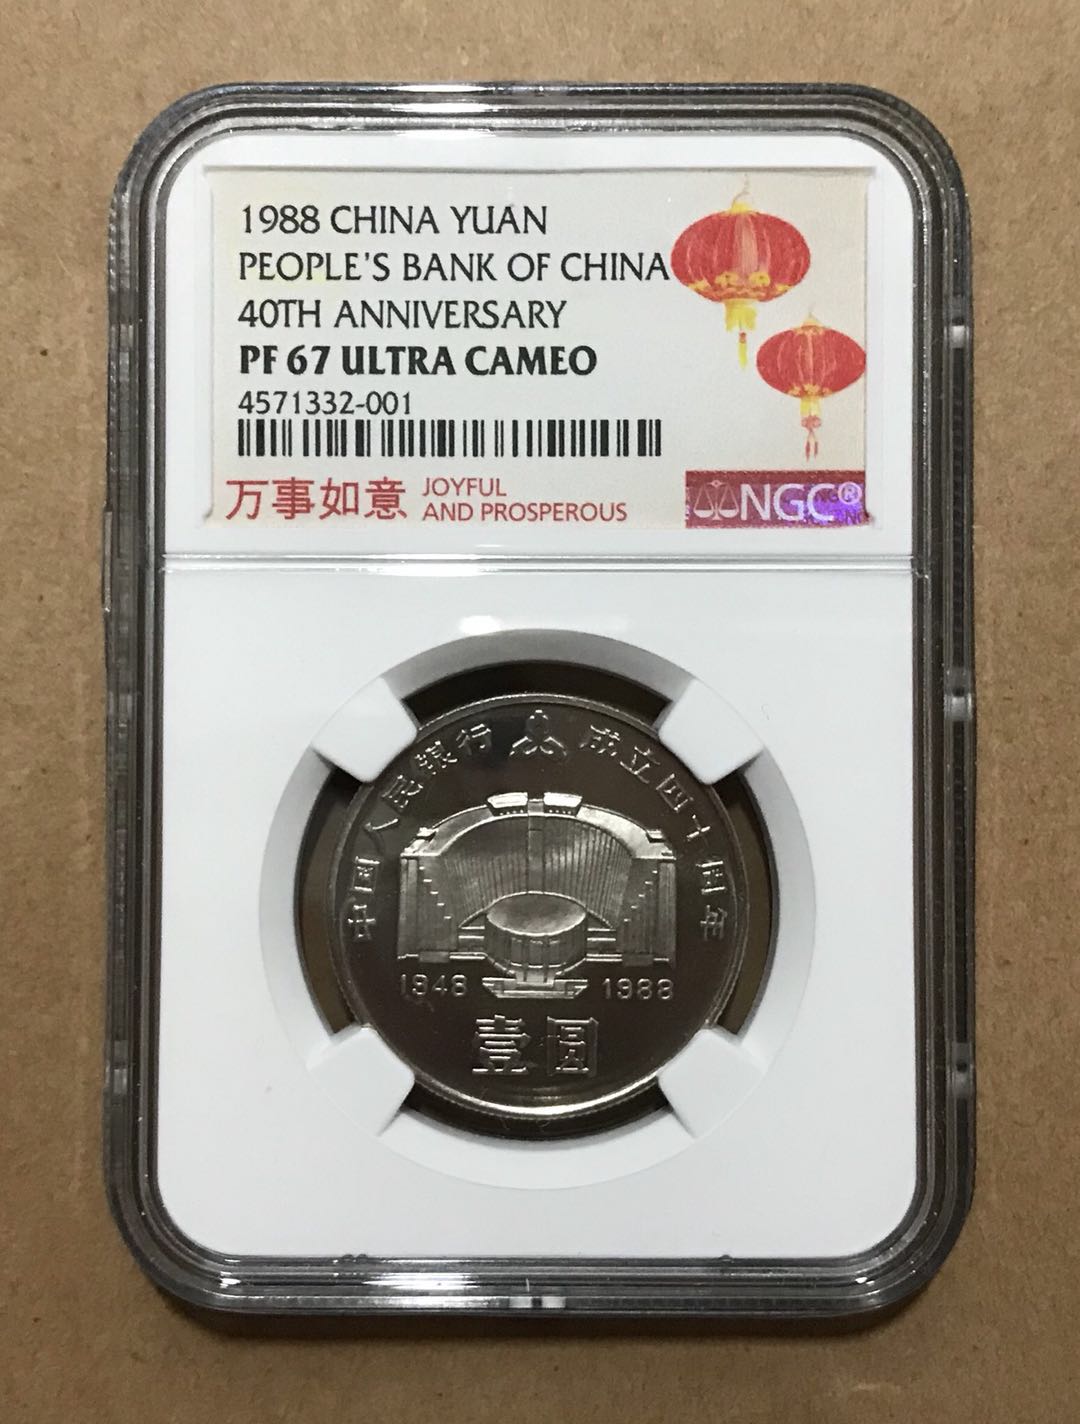 1988 CHINA YUAN
PEOPLE'S BANK OF CHINA
40TH ANNIVERSARY
PF 67 ULTRA CAMEO
4571332-001
万事如意 JOYFUL
AND PROSPEROUS
NGC®
中国人民银行 成立四十周年
1948 1988
壹圆